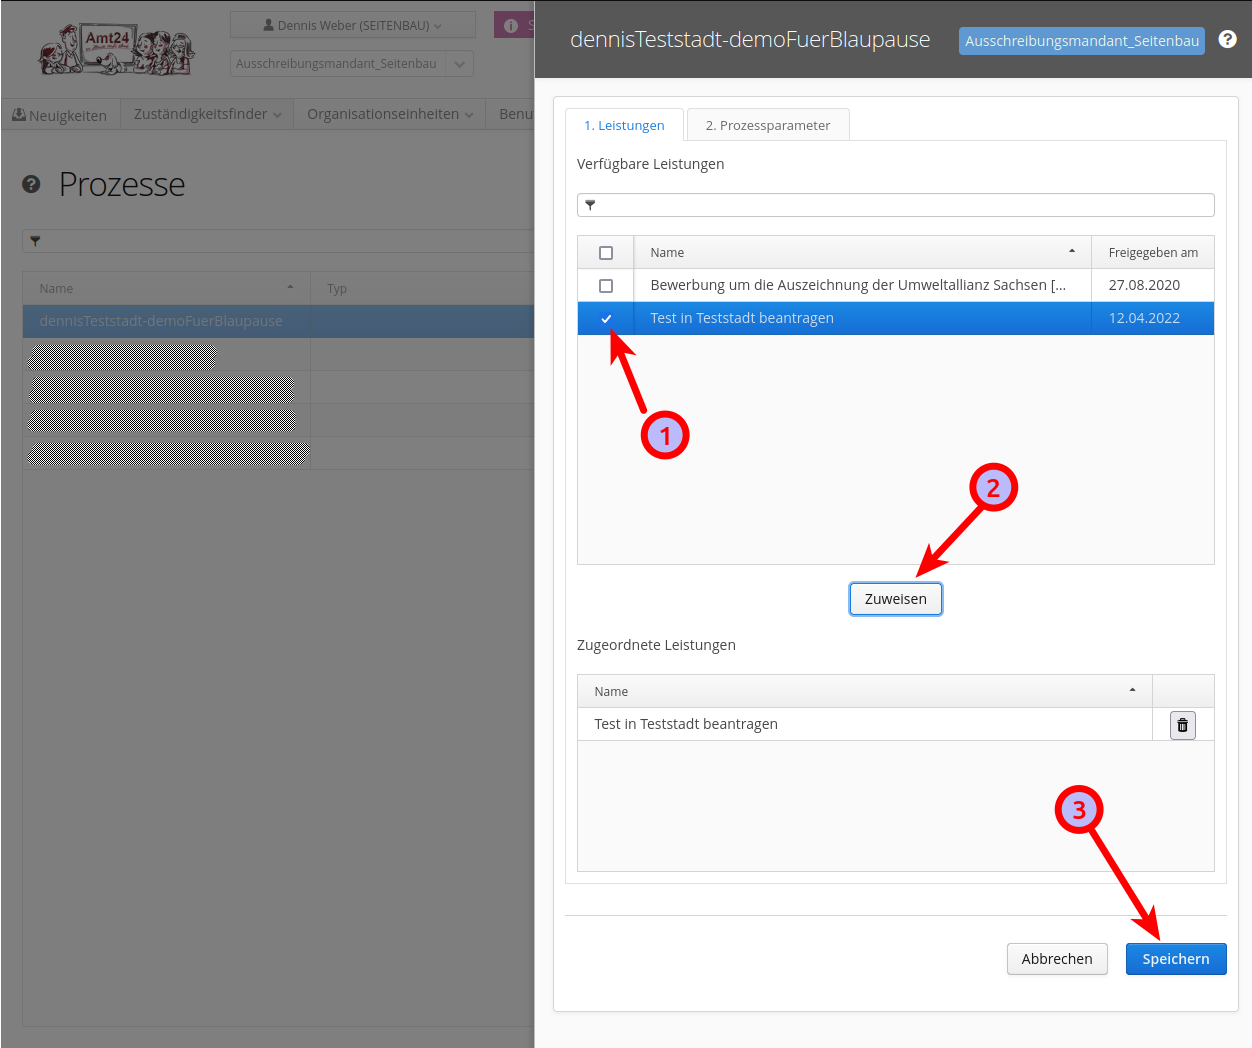 Amt24
Dennis Weber (SEITENBAU)
Ausschreibungsmandant_Seitenbau
Neuigkeiten
Zuständigkeitsfinder
Organisationseinheiten
Benu
Prozesse
Name
Typ
dennisTeststadt-demoFuerBlaupause
dennisTeststadt-demoFuerBlaupause
Ausschreibungsmandant_Seitenbau
1. Leistungen
2. Prozessparameter
Verfügbare Leistungen
Name
Freigegeben am
Bewerbung um die Auszeichnung der Umweltallianz Sachsen [...
27.08.2020
Test in Teststadt beantragen
12.04.2022
1
2
Zuweisen
Zugeordnete Leistungen
Name
Test in Teststadt beantragen
3
Abbrechen
Speichern